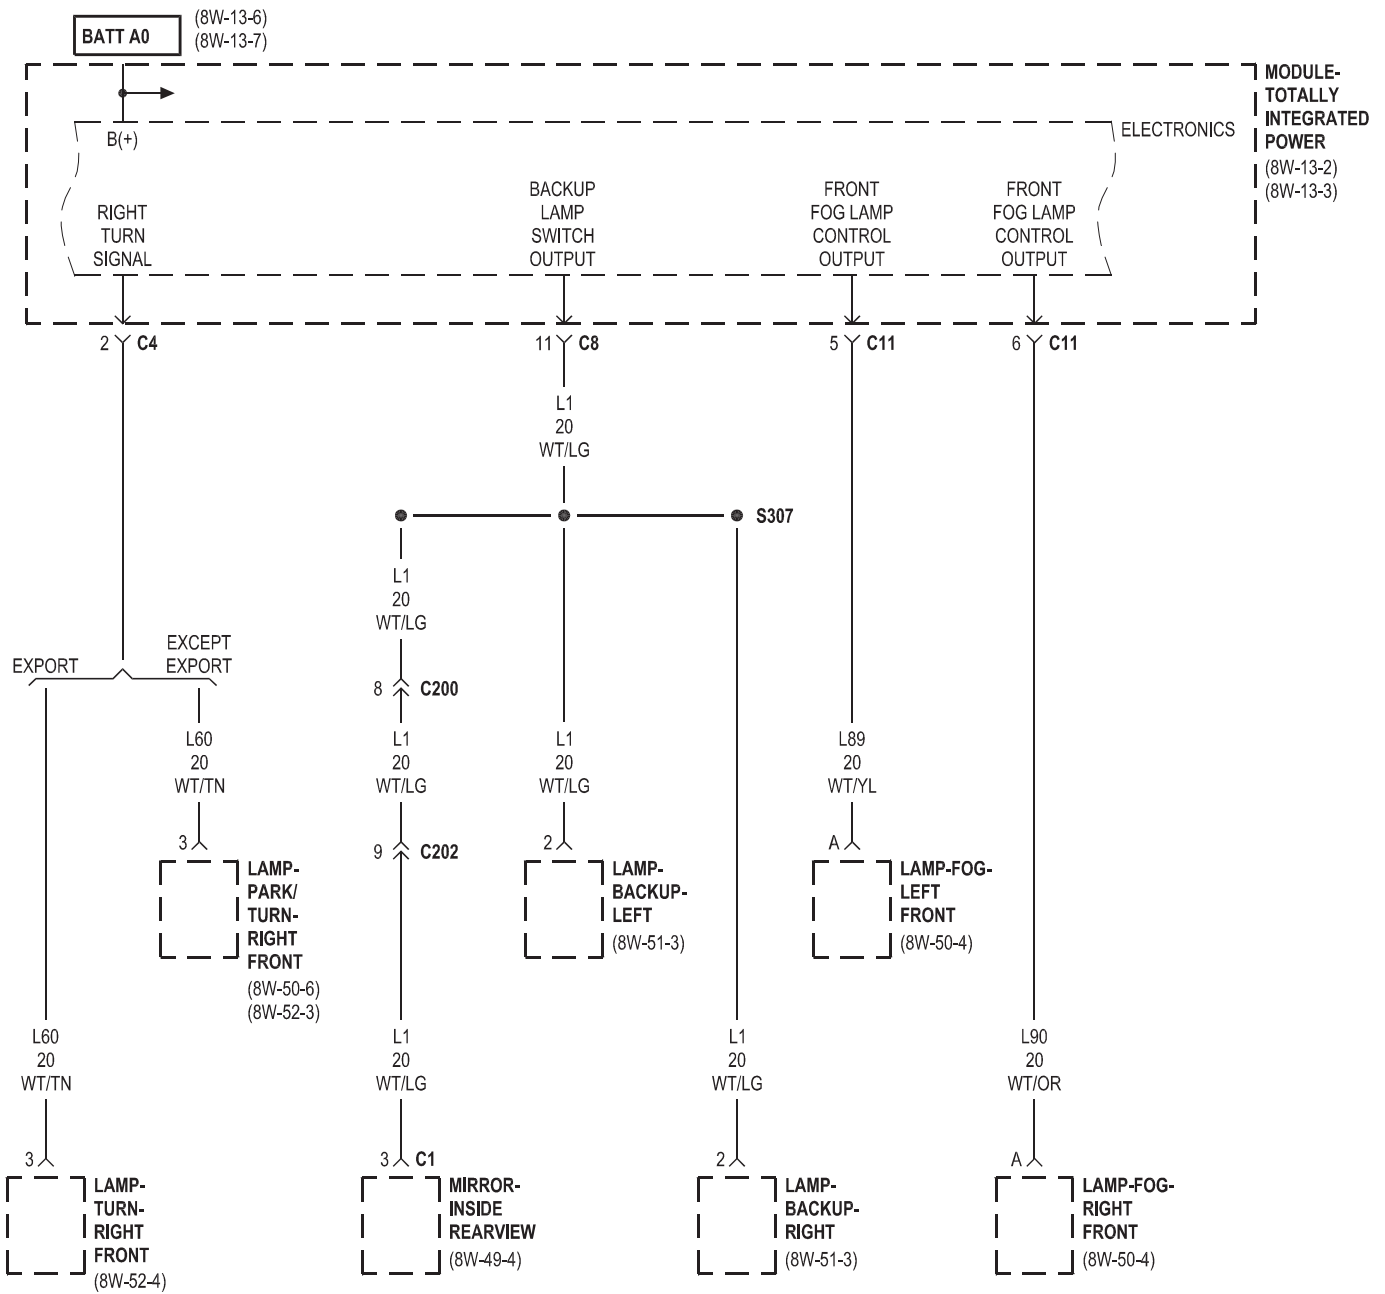 BATT A0
(8W-13-6)
(8W-13-7)
MODULE-
TOTALLY
INTEGRATED
POWER
(8W-13-2)
(8W-13-3)
ELECTRONICS
B(+)
RIGHT
TURN
SIGNAL
BACKUP
LAMP
SWITCH
OUTPUT
FRONT
FOG LAMP
CONTROL
OUTPUT
FRONT
FOG LAMP
CONTROL
OUTPUT
2 C4
11 C8
5 C11
6 C11
L1
20
WT/LG
S307
L1
20
WT/LG
EXPORT
EXCEPT
EXPORT
8 C200
L60
20
WT/TN
L1
20
WT/LG
L1
20
WT/LG
L89
20
WT/YL
3
LAMP-
PARK/
TURN-
RIGHT
FRONT
(8W-50-6)
(8W-52-3)
9 C202
2
LAMP-
BACKUP-
LEFT
(8W-51-3)
A
LAMP-FOG-
LEFT
FRONT
(8W-50-4)
L60
20
WT/TN
L1
20
WT/LG
L1
20
WT/LG
L90
20
WT/OR
3
LAMP-
TURN-
RIGHT
FRONT
(8W-52-4)
3 C1
MIRROR-
INSIDE
REARVIEW
(8W-49-4)
2
LAMP-
BACKUP-
RIGHT
(8W-51-3)
A
LAMP-FOG-
RIGHT
FRONT
(8W-50-4)